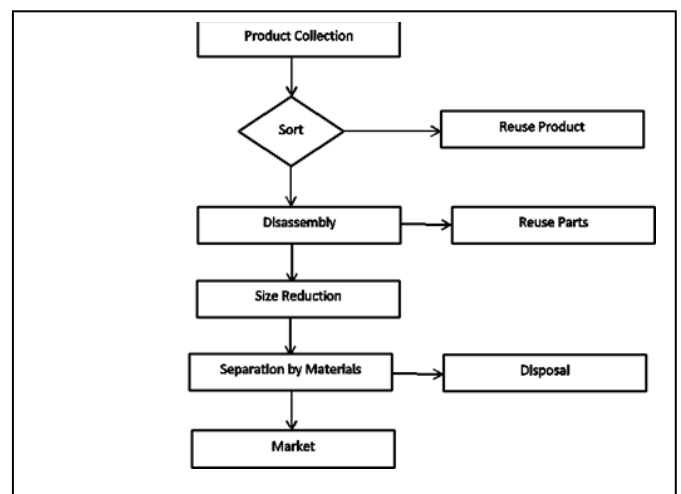 Product Collection
Sort
Reuse Product
Disassembly
Reuse Parts
Size Reduction
Separation by Materials
Disposal
Market